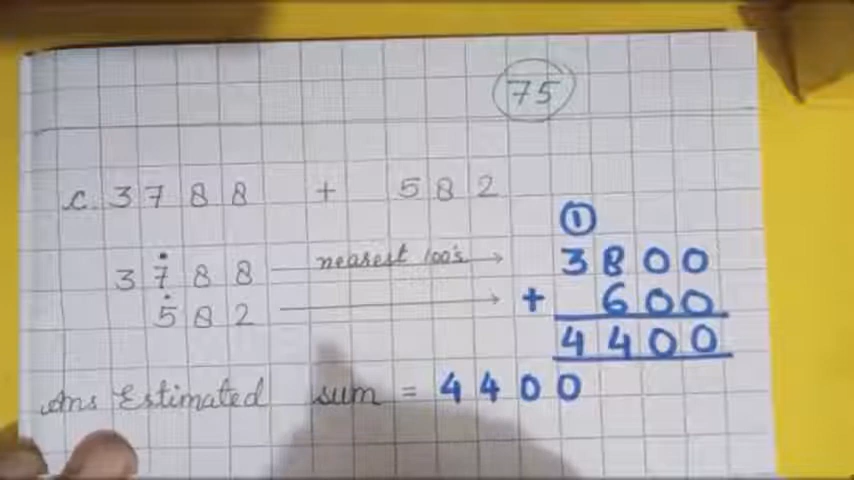 75
c. 3788 + 582
①
3788 nearest 100's → 3800
582 → + 600
4400
Ans Estimated sum = 4400